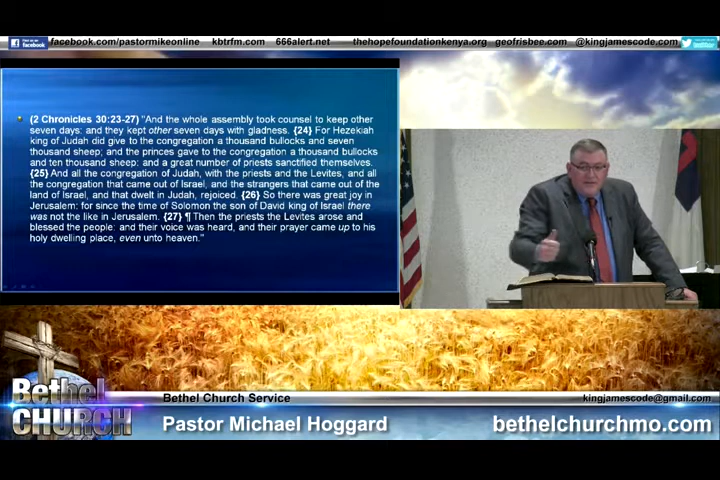 Find us on facebook facebook.com/pastormikeonline kbtrfm.com 666alert.net thehopefoundationkenya.org geofrisbee.com @kingjamescode.com
(2 Chronicles 30:23-27) "And the whole assembly took counsel to keep other
seven days: and they kept other seven days with gladness. {24} For Hezekiah
king of Judah did give to the congregation a thousand bullocks and seven
thousand sheep; and the princes gave to the congregation a thousand bullocks
and ten thousand sheep: and a great number of priests sanctified themselves.
{25} And all the congregation of Judah, with the priests and the Levites, and all
the congregation that came out of Israel, and the strangers that came out of the
land of Israel, and that dwelt in Judah, rejoiced. {26} So there was great joy in
Jerusalem: for since the time of Solomon the son of David king of Israel there
was not the like in Jerusalem. {27} ¶ Then the priests the Levites arose and
blessed the people: and their voice was heard, and their prayer came up to his
holy dwelling place, even unto heaven."
Bethel
CHURCH
Bethel Church Service
kingjamescode@gmail.com
Pastor Michael Hoggard
bethelchurchmo.com